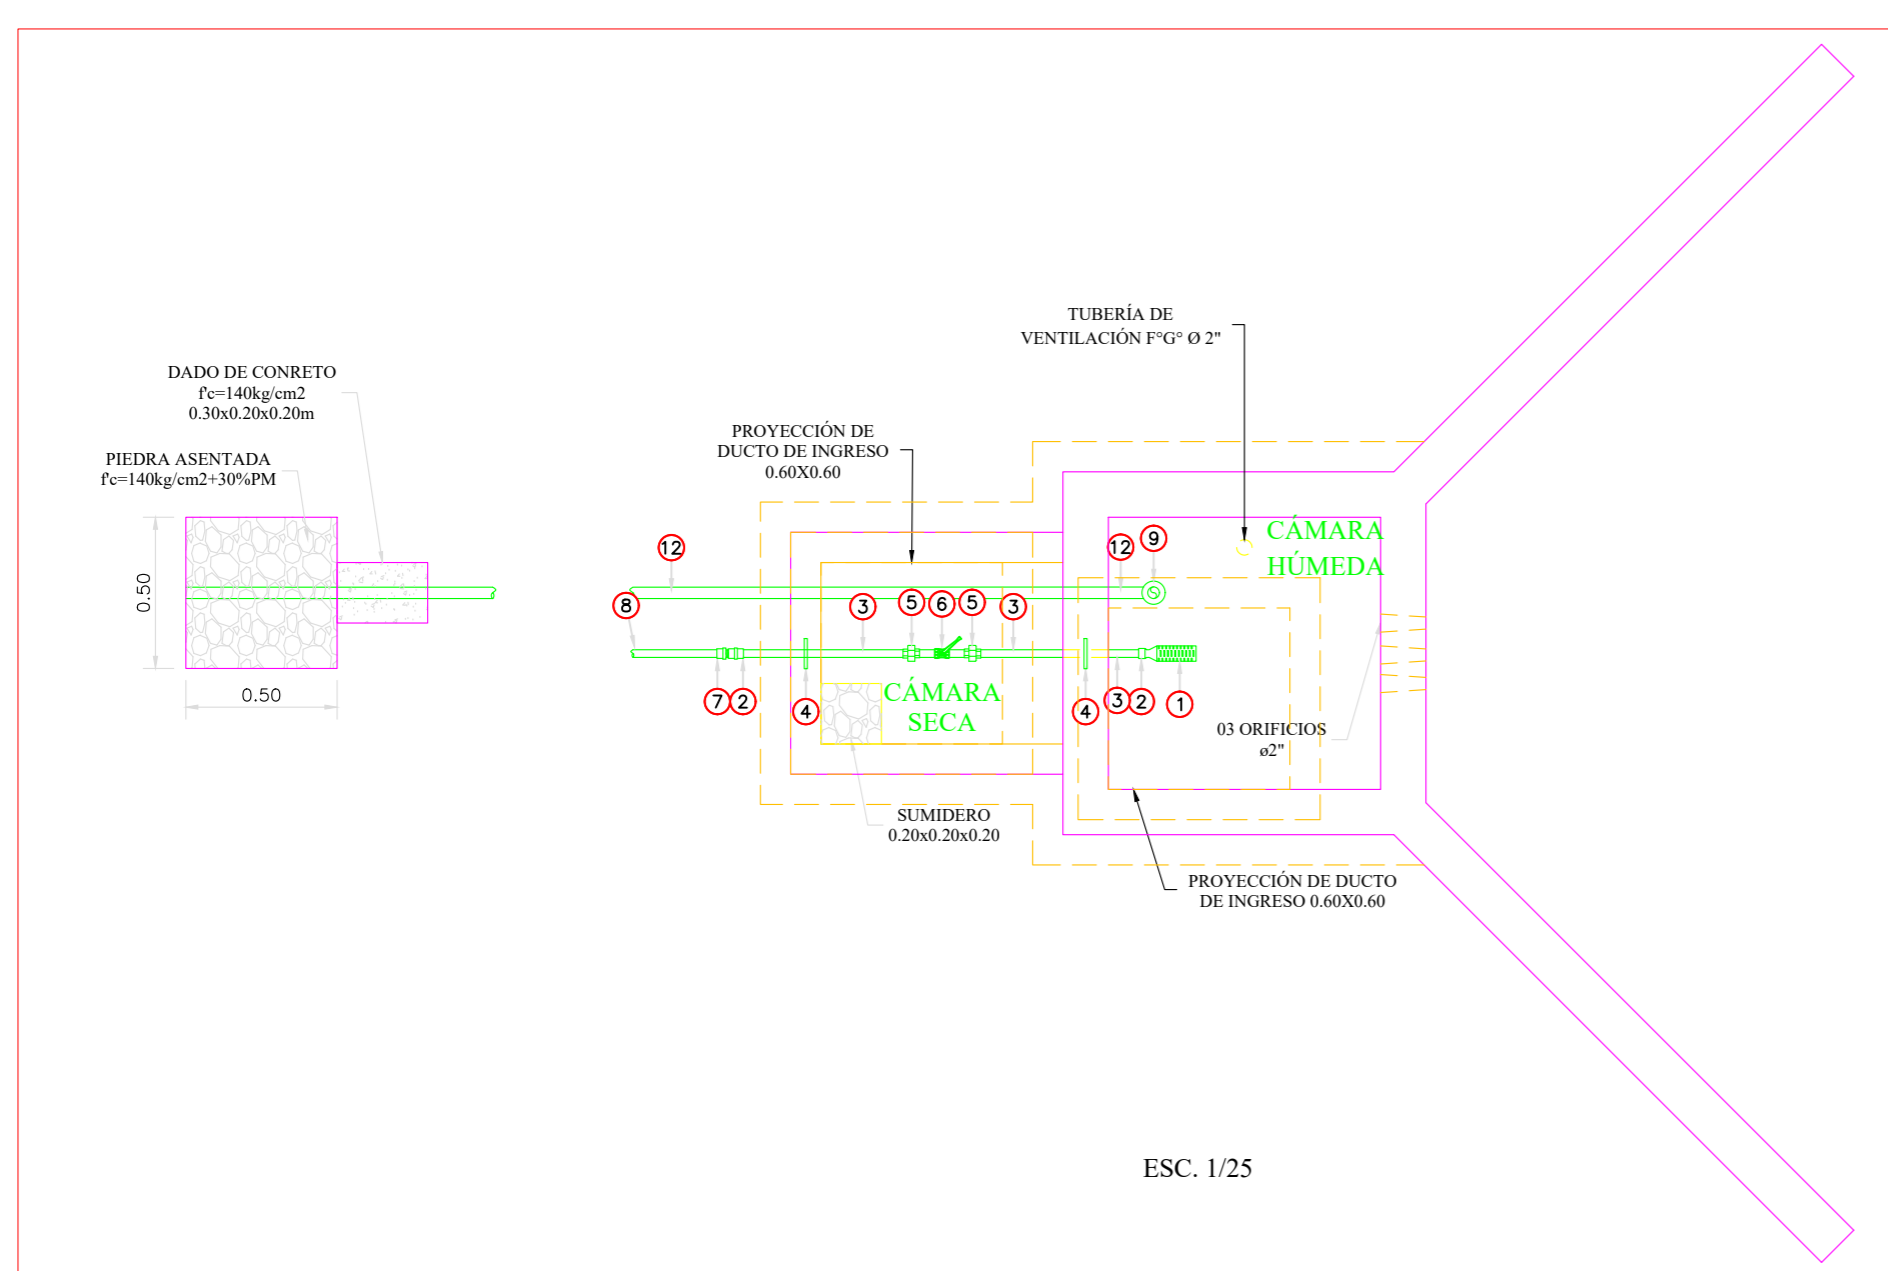 TUBERÍA DE
VENTILACIÓN F°G° Ø 2"
DADO DE CONRETO
f'c=140kg/cm2
0.30x0.20x0.20m
PIEDRA ASENTADA
f'c=140kg/cm2+30%PM
PROYECCIÓN DE
DUCTO DE INGRESO
0.60X0.60
CÁMARA
HÚMEDA
12
12
9
0.50
8
3
5
6
5
3
0.50
7
2
4
CÁMARA
SECA
4
3
2
1
03 ORIFICIOS
ø2"
SUMIDERO
0.20x0.20x0.20
PROYECCIÓN DE DUCTO
DE INGRESO 0.60X0.60
ESC. 1/25